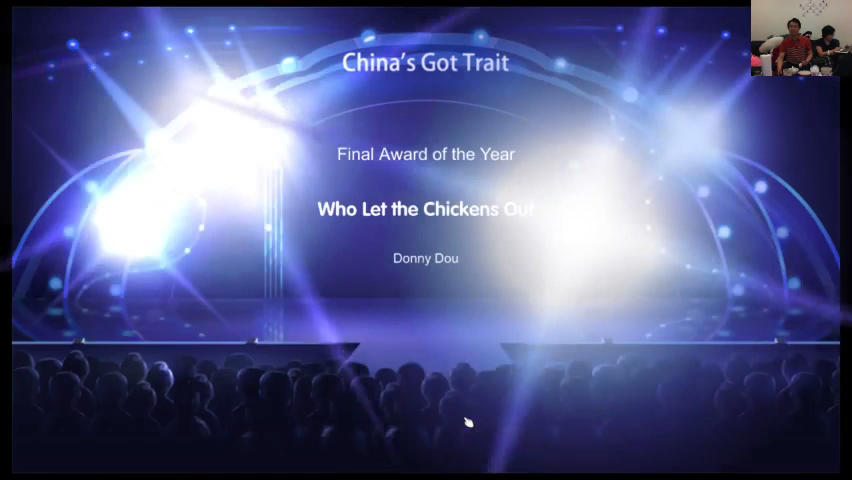 China's Got Trait
Final Award of the Year
Who Let the Chickens Out
Donny Dou